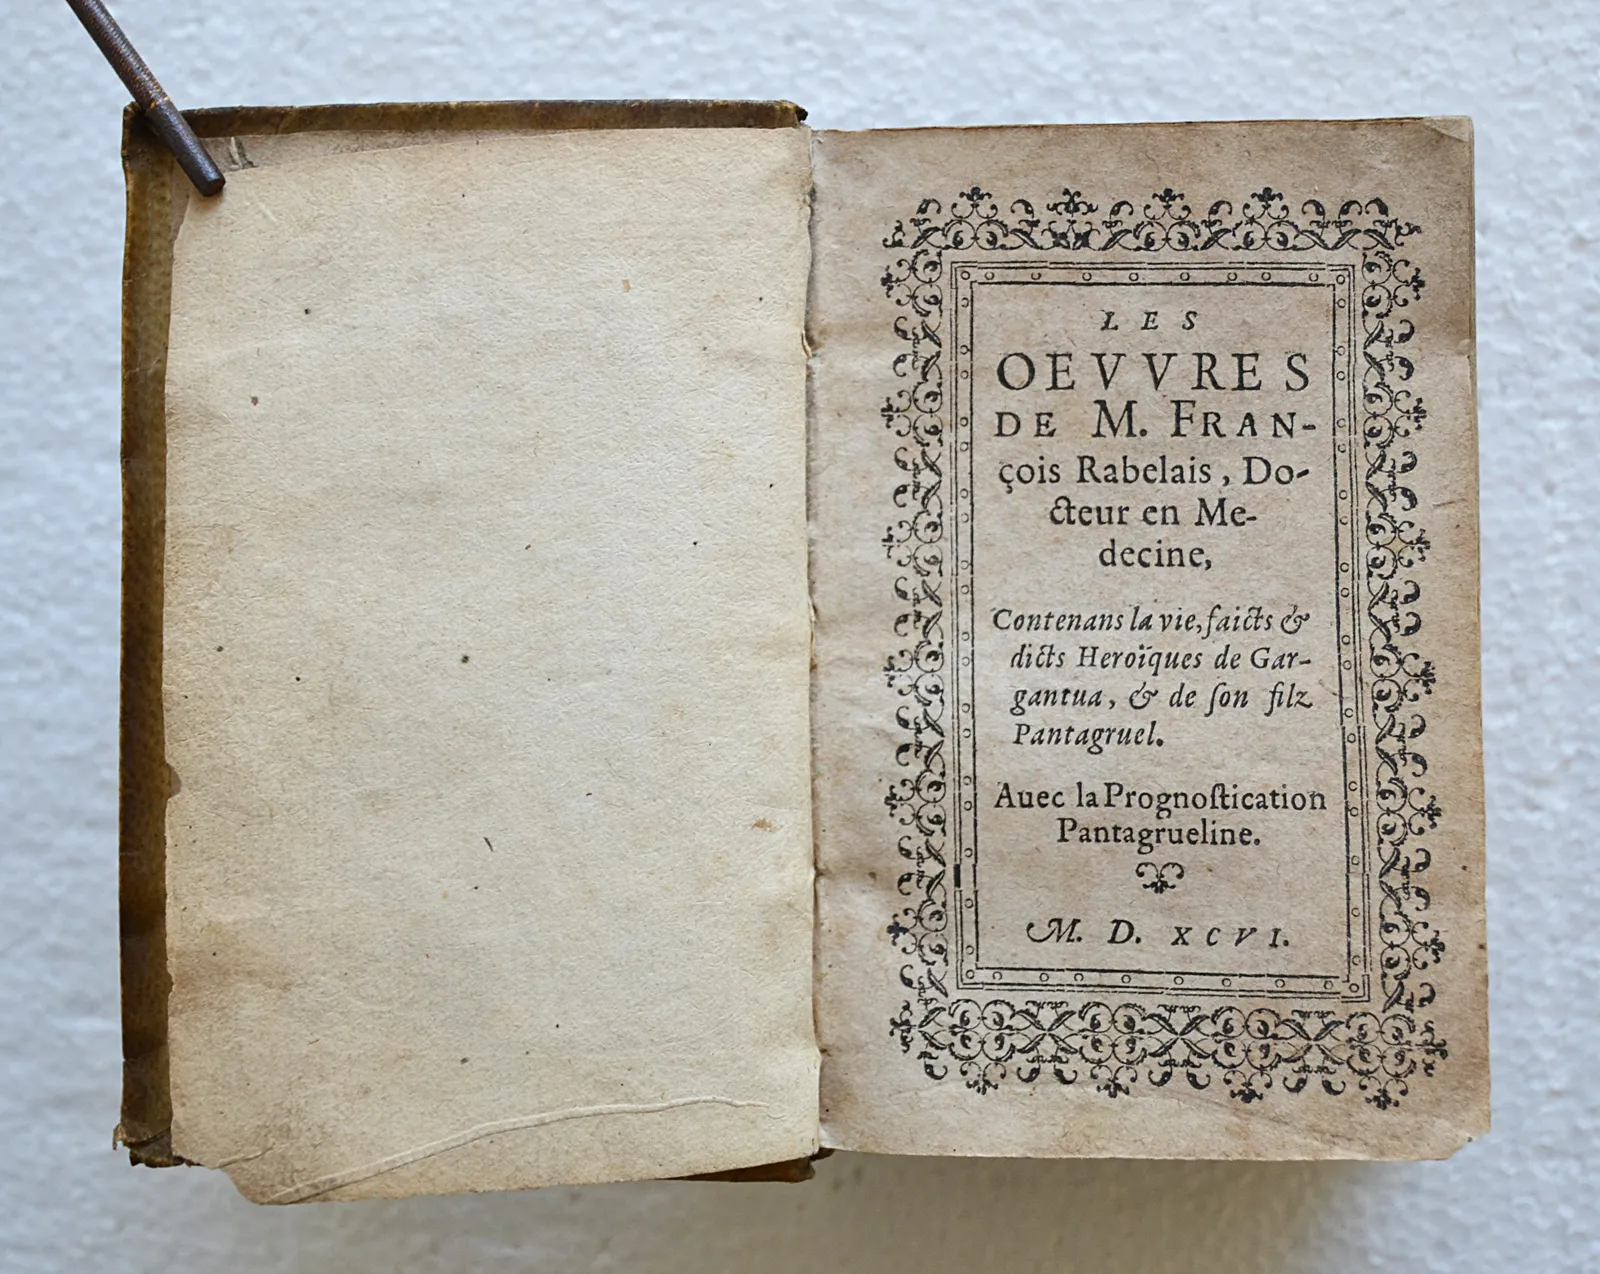 LES
OEVVRES
DE M. FRAN-
çois Rabelais, Do-
cteur en Me-
decine,
Contenans la vie, faicts &
dicts Heroïques de Gar-
gantua, & de ſon filz
Pantagruel.
Auec la Prognoſtication
Pantagrueline.
M. D. XCVI.